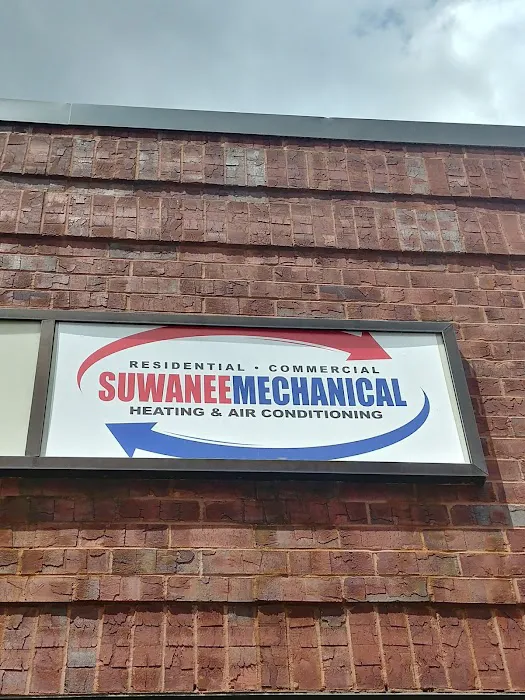 RESIDENTIAL • COMMERCIAL
SUWANEEMECHANICAL
HEATING & AIR CONDITIONING